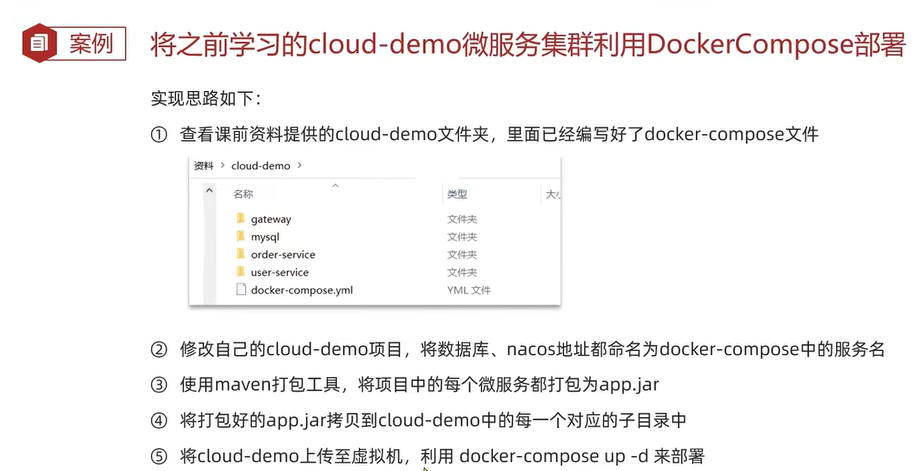 案例 将之前学习的cloud-demo微服务集群利用DockerCompose部署
实现思路如下：
① 查看课前资料提供的cloud-demo文件夹，里面已经编写好了docker-compose文件
资料 > cloud-demo >
名称 类型 大小
gateway 文件夹
mysql 文件夹
order-service 文件夹
user-service 文件夹
docker-compose.yml YML 文件
② 修改自己的cloud-demo项目，将数据库、nacos地址都命名为docker-compose中的服务名
③ 使用maven打包工具，将项目中的每个微服务都打包为app.jar
④ 将打包好的app.jar拷贝到cloud-demo中的每一个对应的子目录中
⑤ 将cloud-demo上传至虚拟机，利用 docker-compose up -d 来部署